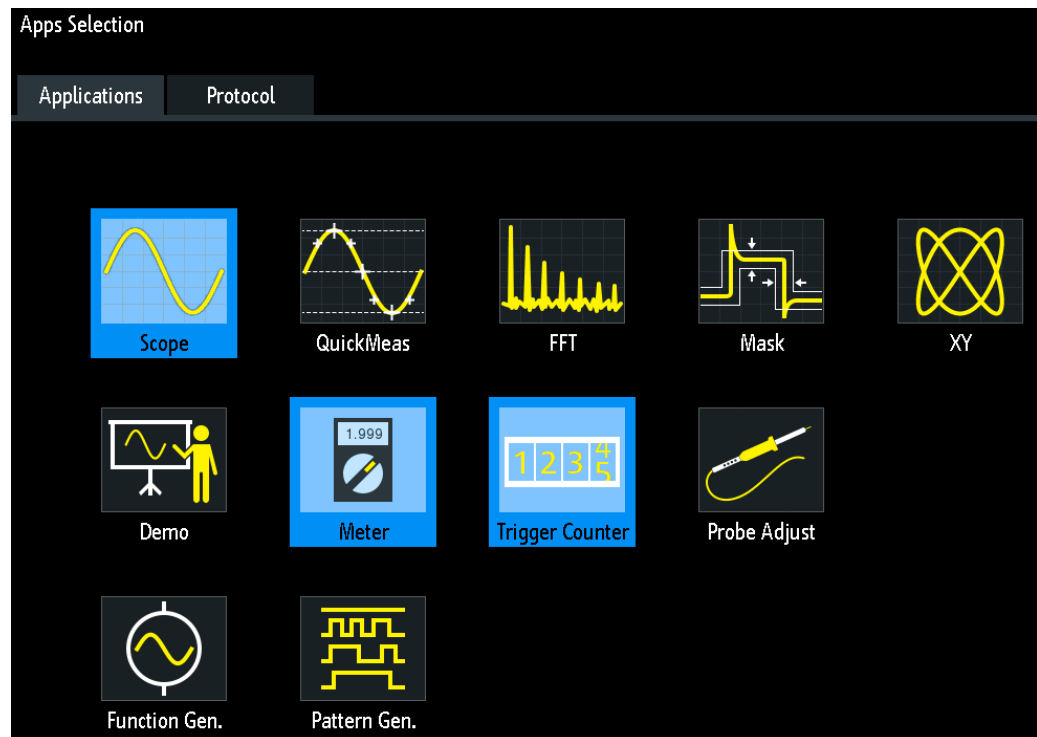 Apps Selection
Applications Protocol
Scope QuickMeas FFT Mask XY
1.999
1 2 3 4
5
Demo Meter Trigger Counter Probe Adjust
Function Gen. Pattern Gen.